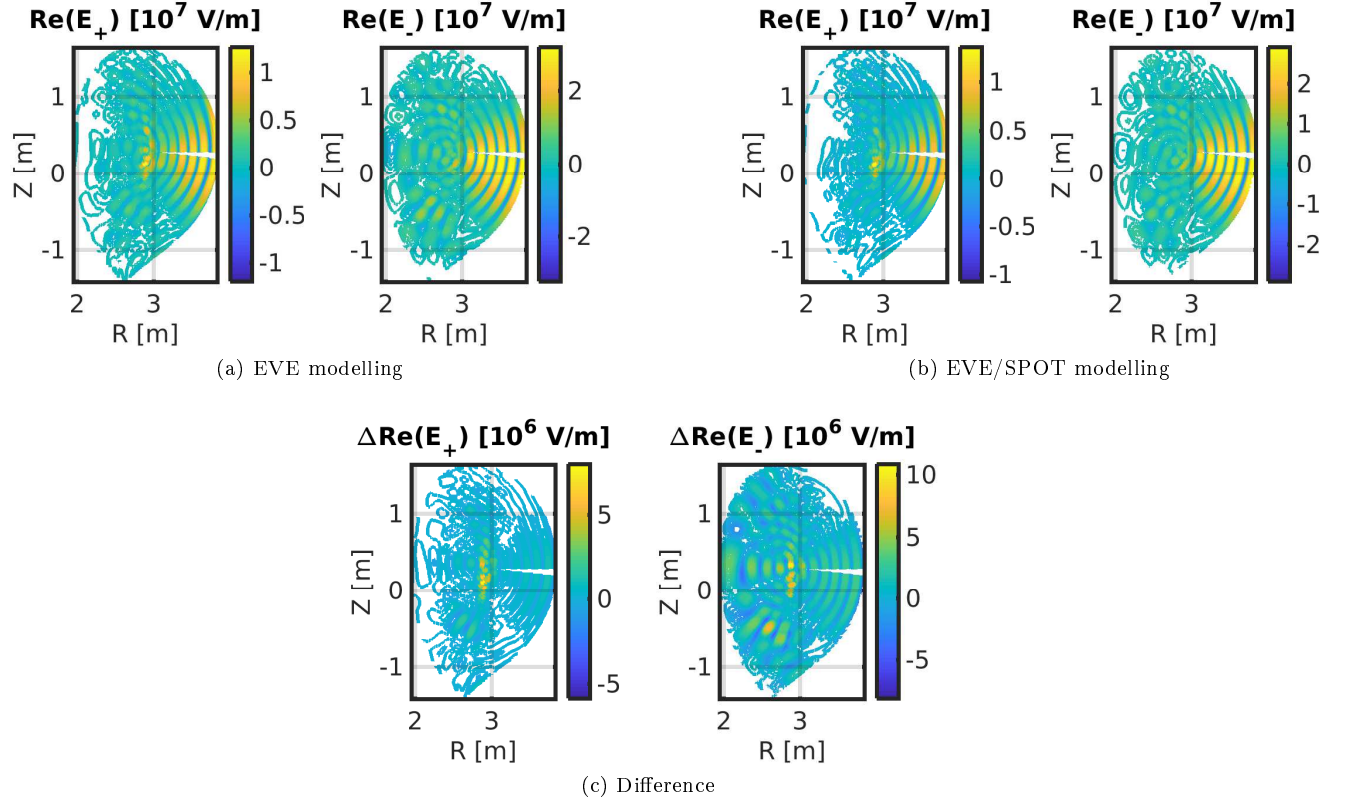 Re(E+) [10^7 V/m]
Re(E-) [10^7 V/m]
Re(E+) [10^7 V/m]
Re(E-) [10^7 V/m]
Z [m]
1
0
-1
2
3
R [m]
1
0.5
0
-0.5
-1
Z [m]
1
0
-1
2
3
R [m]
2
0
-2
(a) EVE modelling
Z [m]
1
0
-1
2
3
R [m]
1
0.5
0
-0.5
-1
Z [m]
1
0
-1
2
3
R [m]
2
1
0
-1
-2
(b) EVE/SPOT modelling
ΔRe(E+) [10^6 V/m]
ΔRe(E-) [10^6 V/m]
Z [m]
1
0
-1
2
3
R [m]
5
0
-5
Z [m]
1
0
-1
2
3
R [m]
10
5
0
-5
(c) Difference